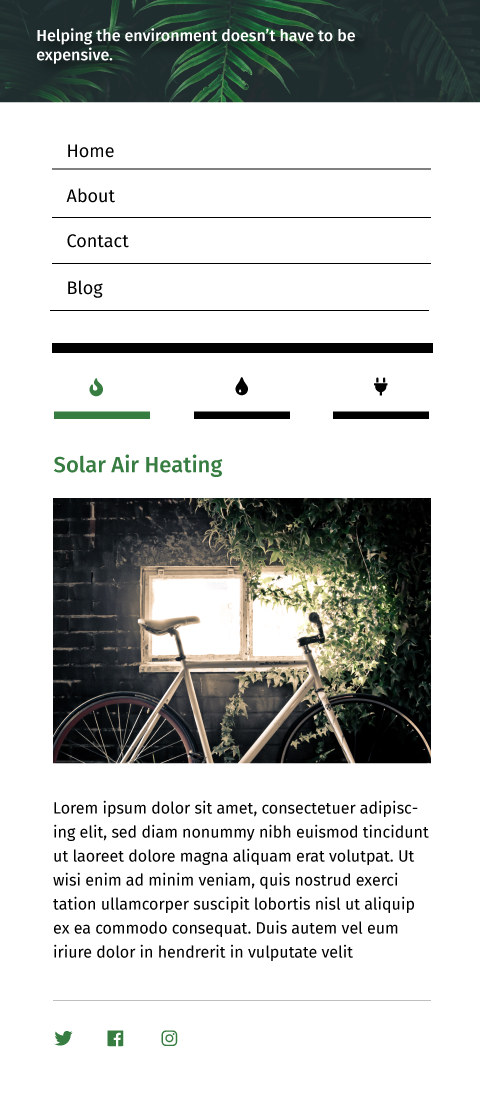 Helping the environment doesn't have to be
expensive.
Home
About
Contact
Blog
Solar Air Heating
Lorem ipsum dolor sit amet, consectetuer adipisc-
ing elit, sed diam nonummy nibh euismod tincidunt
ut laoreet dolore magna aliquam erat volutpat. Ut
wisi enim ad minim veniam, quis nostrud exerci
tation ullamcorper suscipit lobortis nisl ut aliquip
ex ea commodo consequat. Duis autem vel eum
iriure dolor in hendrerit in vulputate velit